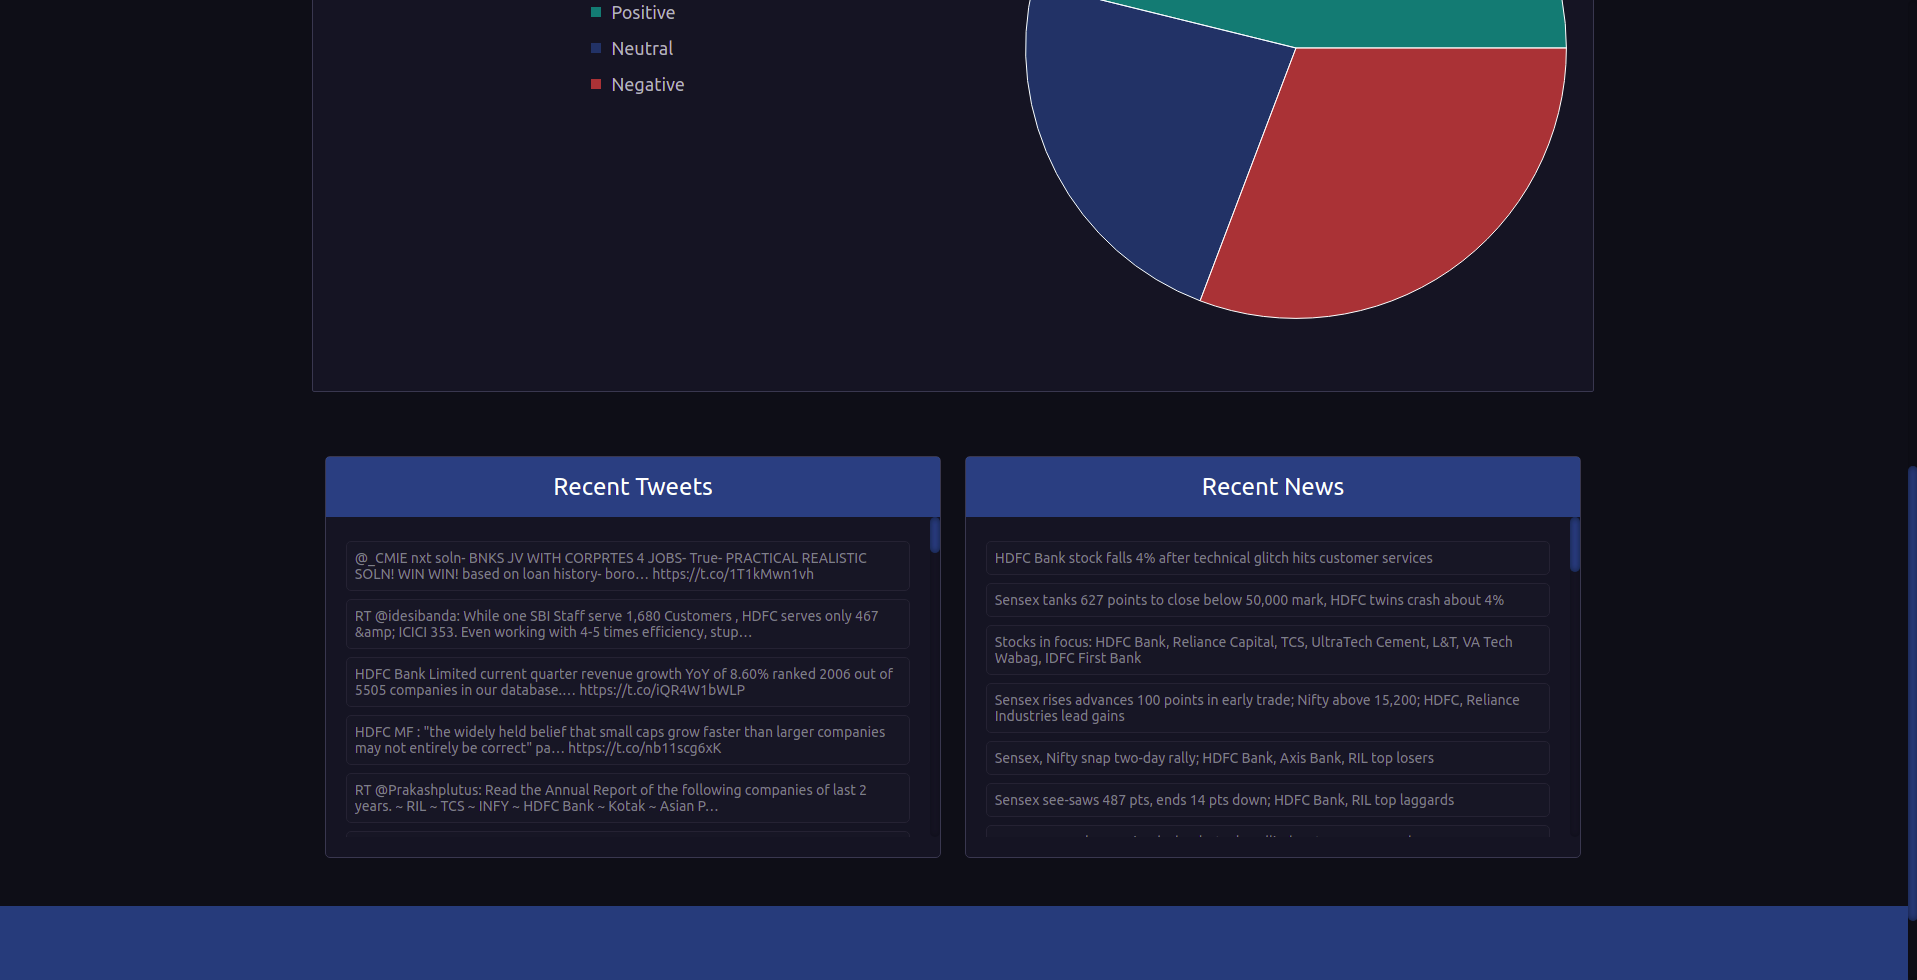 Positive
Neutral
Negative
Recent Tweets
@_CMIE nxt soln- BNKS JV WITH CORPRTES 4 JOBS- True- PRACTICAL REALISTIC
SOLN! WIN WIN! based on loan history- boro… https://t.co/1T1kMwn1vh
RT @idesibanda: While one SBI Staff serve 1,680 Customers , HDFC serves only 467
&amp; ICICI 353. Even working with 4-5 times efficiency, stup…
HDFC Bank Limited current quarter revenue growth YoY of 8.60% ranked 2006 out of
5505 companies in our database.… https://t.co/iQR4W1bWLP
HDFC MF : "the widely held belief that small caps grow faster than larger companies
may not entirely be correct" pa… https://t.co/nb11scg6xK
RT @Prakashplutus: Read the Annual Report of the following companies of last 2
years. ~ RIL ~ TCS ~ INFY ~ HDFC Bank ~ Kotak ~ Asian P…
Recent News
HDFC Bank stock falls 4% after technical glitch hits customer services
Sensex tanks 627 points to close below 50,000 mark, HDFC twins crash about 4%
Stocks in focus: HDFC Bank, Reliance Capital, TCS, UltraTech Cement, L&T, VA Tech
Wabag, IDFC First Bank
Sensex rises advances 100 points in early trade; Nifty above 15,200; HDFC, Reliance
Industries lead gains
Sensex, Nifty snap two-day rally; HDFC Bank, Axis Bank, RIL top losers
Sensex see-saws 487 pts, ends 14 pts down; HDFC Bank, RIL top laggards